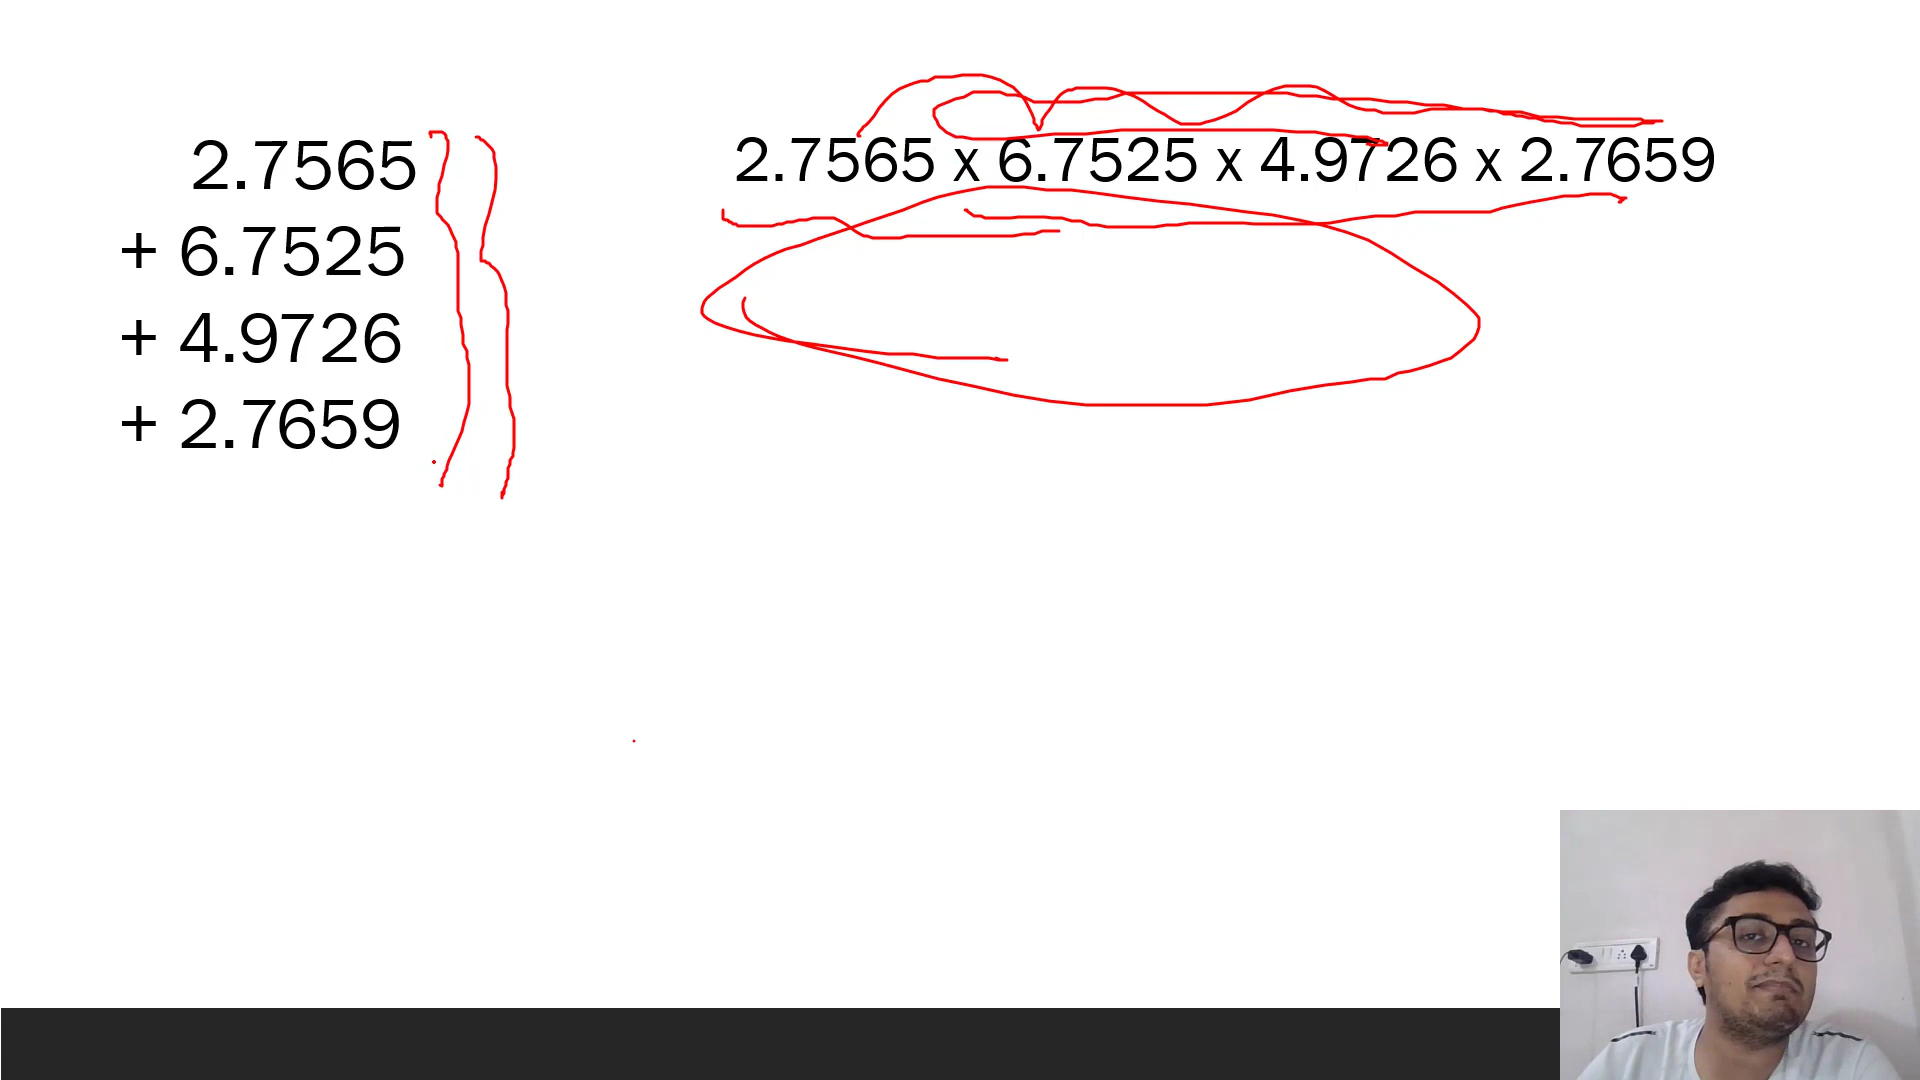 2.7565
+ 6.7525
+ 4.9726
+ 2.7659
2.7565 x 6.7525 x 4.9726 x 2.7659